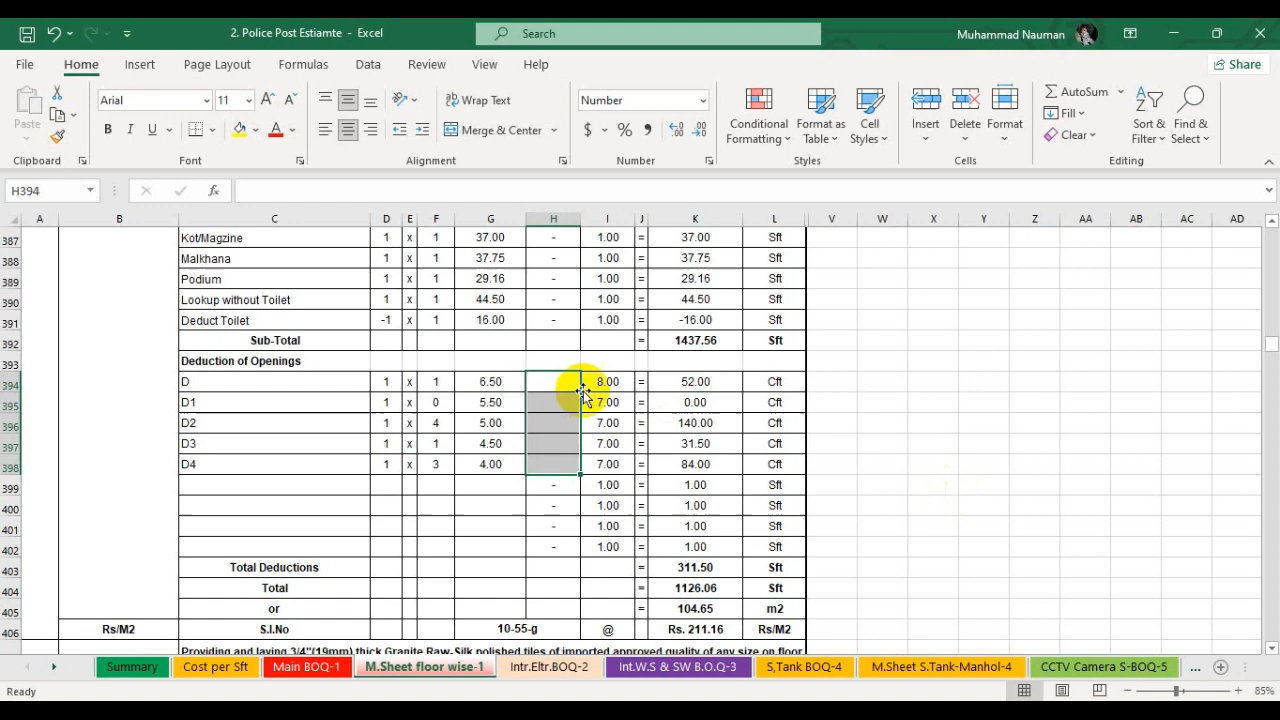 2. Police Post Estiamte - Excel
Search
Muhammad Nauman
File Home Insert Page Layout Formulas Data Review View Help
Share
Paste
Clipboard
Arial 11
B I U
Font
Wrap Text
Merge & Center
Alignment
Number
$ % ,
Number
Conditional Formatting
Format as Table
Cell Styles
Styles
Insert
Delete
Format
Cells
AutoSum
Fill
Clear
Sort & Filter
Find & Select
Editing
H394
fx
A B C D E F G H I J K L V W X Y Z AA AB AC AD
387 Kot/Magzine 1 x 1 37.00 - 1.00 = 37.00 Sft
388 Malkhana 1 x 1 37.75 - 1.00 = 37.75 Sft
389 Podium 1 x 1 29.16 - 1.00 = 29.16 Sft
390 Lookup without Toilet 1 x 1 44.50 - 1.00 = 44.50 Sft
391 Deduct Toilet -1 x 1 16.00 - 1.00 = -16.00 Sft
392 Sub-Total = 1437.56 Sft
393 Deduction of Openings
394 D 1 x 1 6.50 8.00 = 52.00 Cft
395 D1 1 x 0 5.50 7.00 = 0.00 Cft
396 D2 1 x 4 5.00 7.00 = 140.00 Cft
397 D3 1 x 1 4.50 7.00 = 31.50 Cft
398 D4 1 x 3 4.00 7.00 = 84.00 Cft
399 - 1.00 = 1.00 Sft
400 - 1.00 = 1.00 Sft
401 - 1.00 = 1.00 Sft
402 - 1.00 = 1.00 Sft
403 Total Deductions = 311.50 Sft
404 Total = 1126.06 Sft
405 or = 104.65 m2
406 Rs/M2 S.I.No 10-55-g @ Rs. 211.16 Rs/M2
Providing and laying 3/4"(19mm) thick Granite Raw-Silk polished tiles of imported approved quality of any size on floor
Summary Cost per Sft Main BOQ-1 M.Sheet floor wise-1 Intr.Eltr.BOQ-2 Int.W.S & SW B.O.Q-3 S,Tank BOQ-4 M.Sheet S.Tank-Manhol-4 CCTV Camera S-BOQ-5 ...
Ready
85%